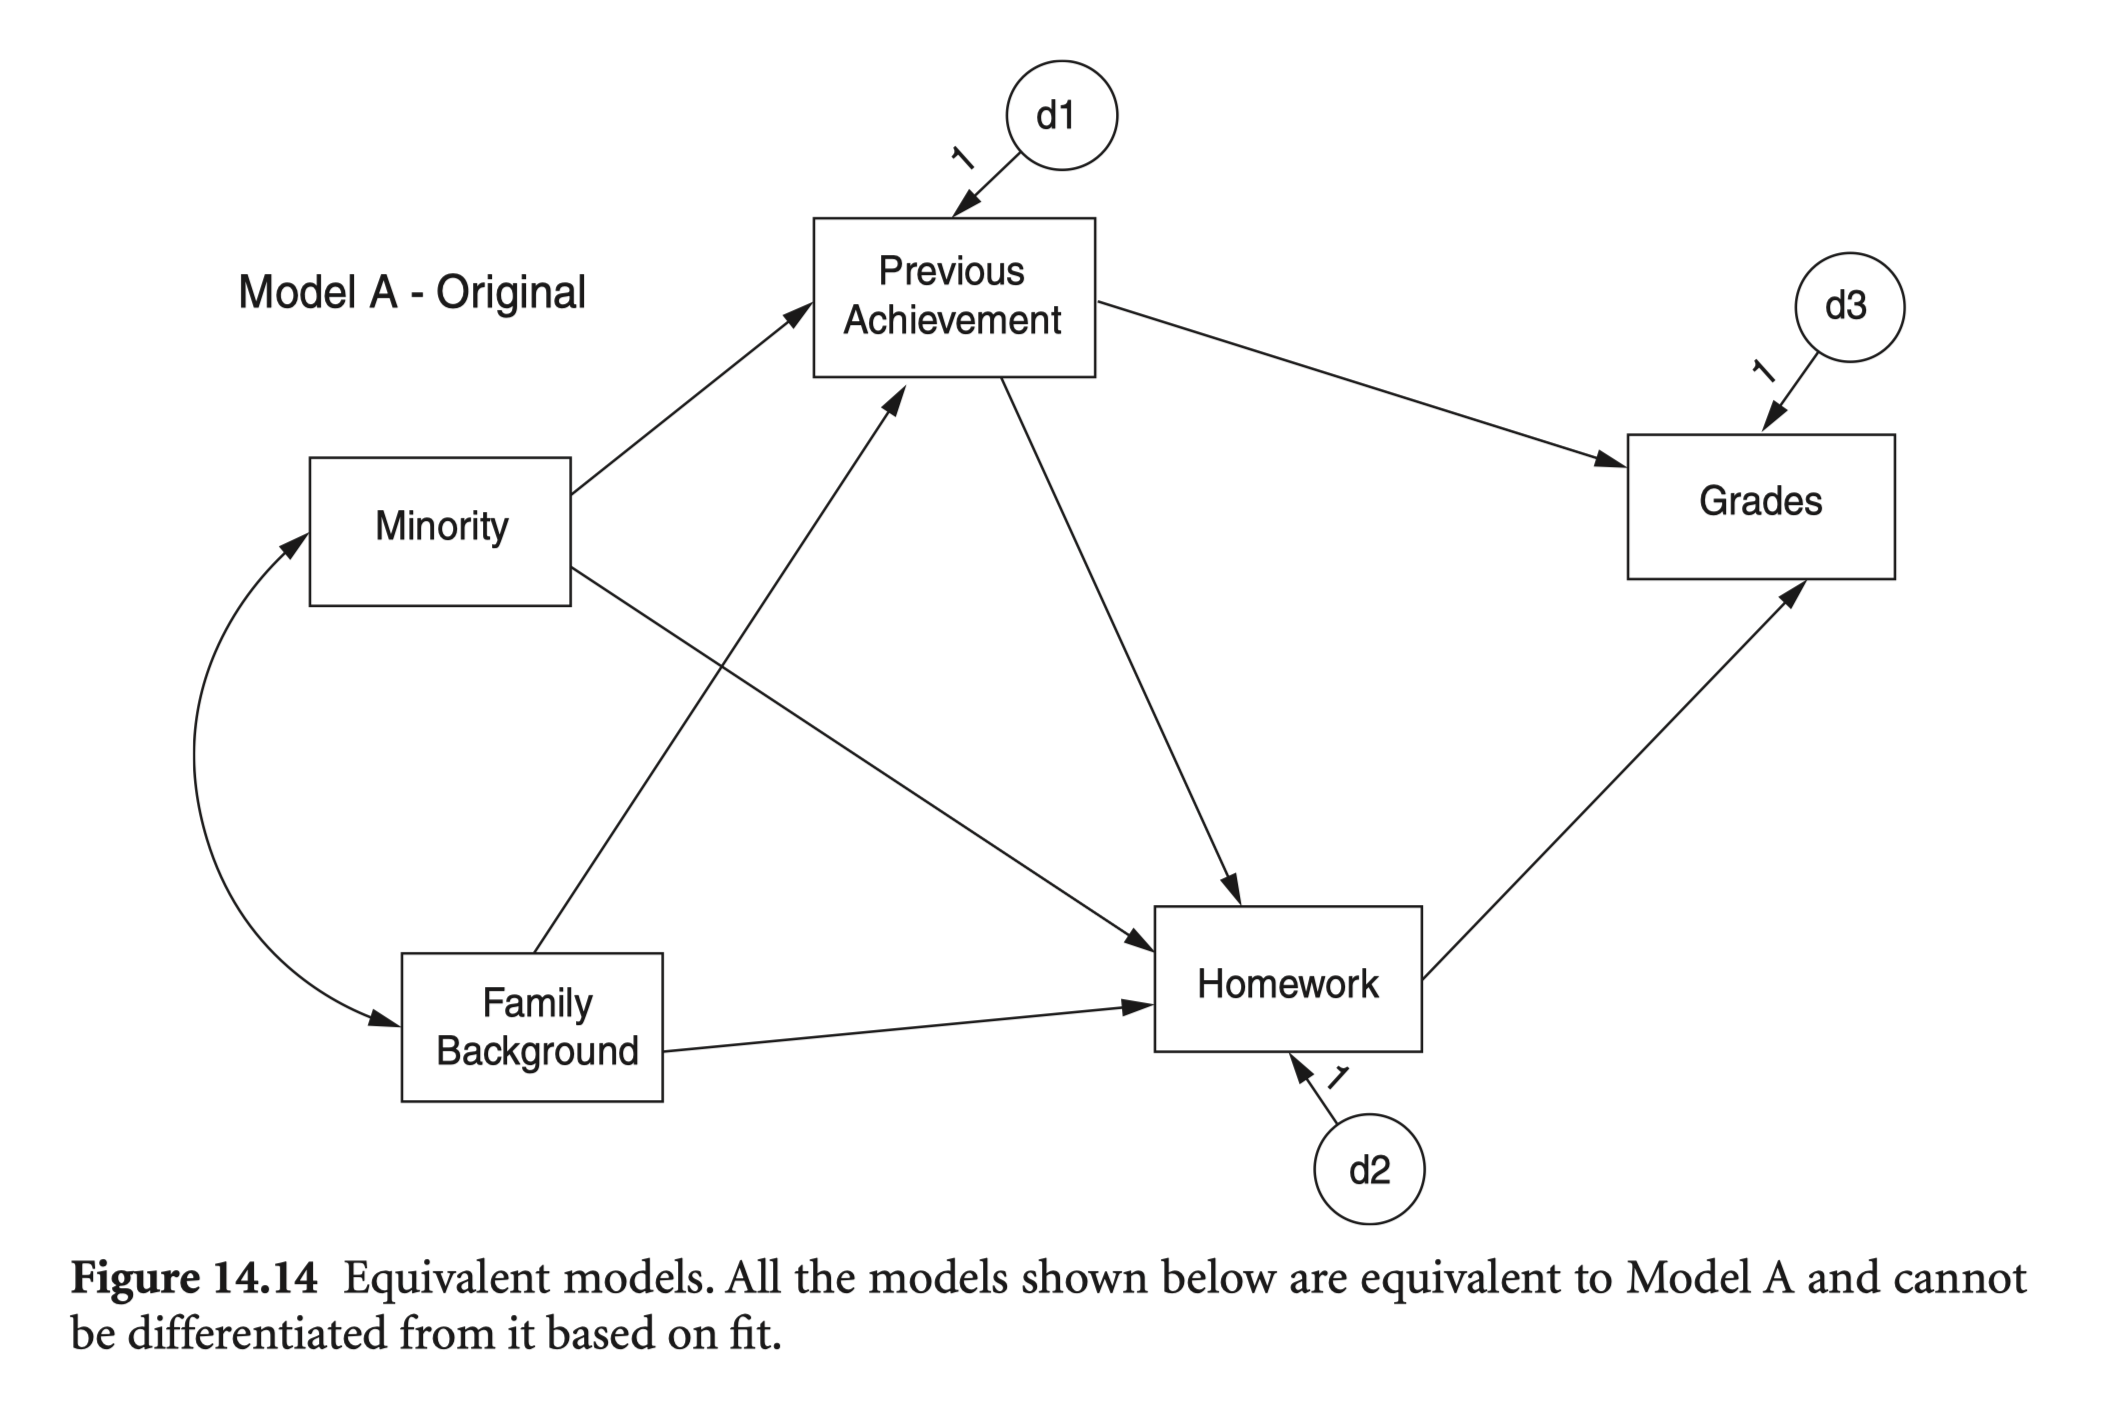 d1
1
Model A - Original
Previous
Achievement
d3
1
Grades
Minority
Family
Background
Homework
1
d2
Figure 14.14 Equivalent models. All the models shown below are equivalent to Model A and cannot
be differentiated from it based on fit.